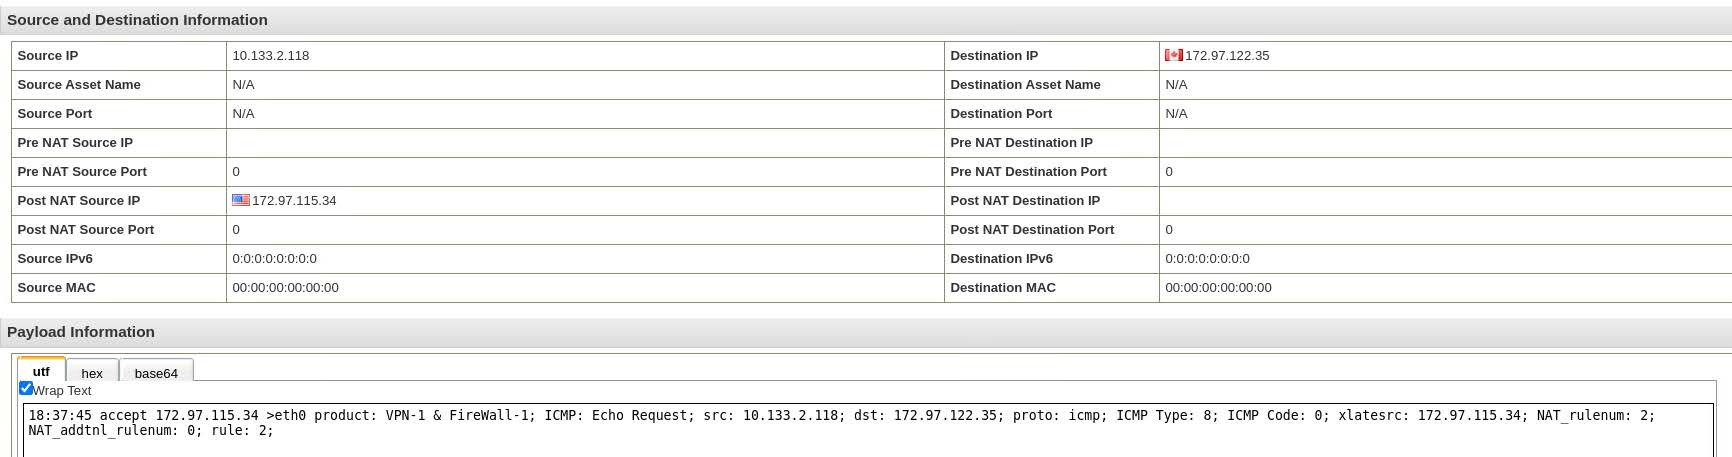 Source and Destination Information
Source IP 10.133.2.118 Destination IP 172.97.122.35
Source Asset Name N/A Destination Asset Name N/A
Source Port N/A Destination Port N/A
Pre NAT Source IP Pre NAT Destination IP
Pre NAT Source Port 0 Pre NAT Destination Port 0
Post NAT Source IP 172.97.115.34 Post NAT Destination IP
Post NAT Source Port 0 Post NAT Destination Port 0
Source IPv6 0:0:0:0:0:0:0:0 Destination IPv6 0:0:0:0:0:0:0:0
Source MAC 00:00:00:00:00:00 Destination MAC 00:00:00:00:00:00
Payload Information
utf hex base64
Wrap Text
18:37:45 accept 172.97.115.34 >eth0 product: VPN-1 & FireWall-1; ICMP: Echo Request; src: 10.133.2.118; dst: 172.97.122.35; proto: icmp; ICMP Type: 8; ICMP Code: 0; xlatesrc: 172.97.115.34; NAT_rulenum: 2;
NAT_addtnl_rulenum: 0; rule: 2;